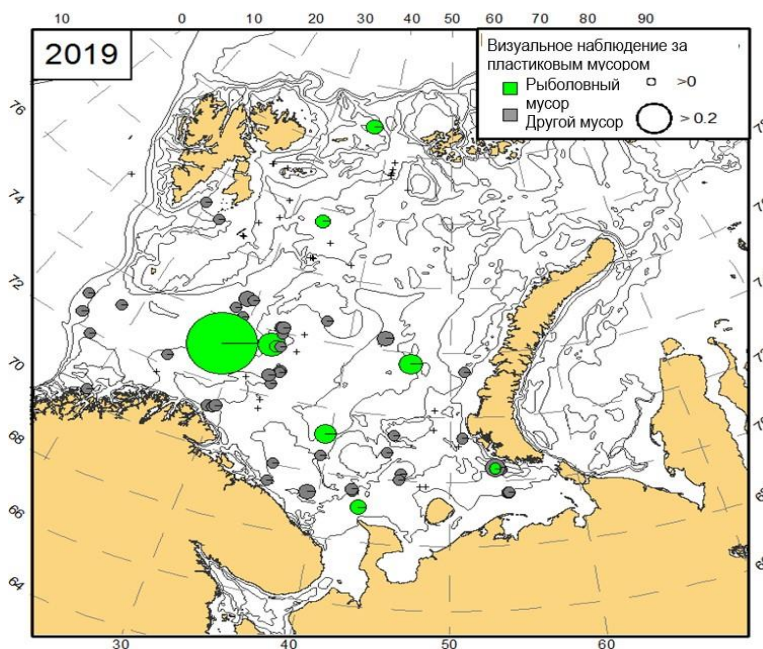 10 0 10 20 30 40 50 60 70 80 90
2019
Визуальное наблюдение за
пластиковым мусором
Рыболовный
мусор
Другой мусор
>0
> 0.2
76
74
72
70
68
66
64
30 40 50 60